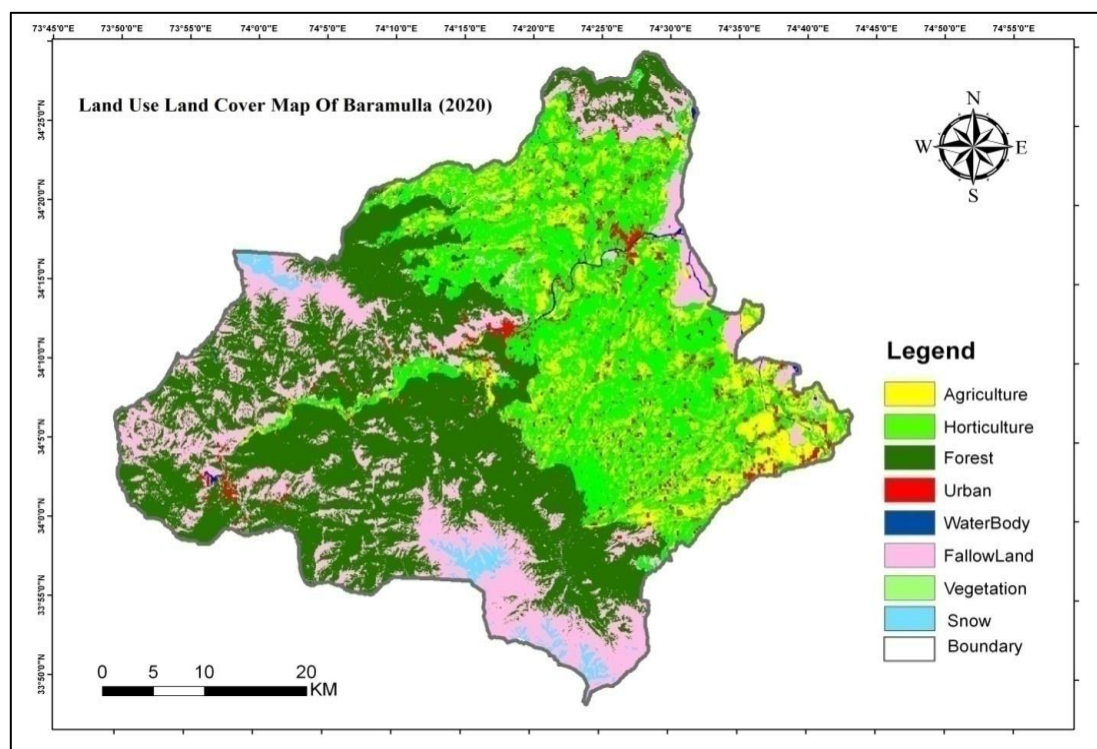 73°45'0"E 73°50'0"E 73°55'0"E 74°0'0"E 74°5'0"E 74°10'0"E 74°15'0"E 74°20'0"E 74°25'0"E 74°30'0"E 74°35'0"E 74°40'0"E 74°45'0"E 74°50'0"E 74°55'0"E
Land Use Land Cover Map Of Baramulla (2020)
N
W E
S
34°25'0"N
34°20'0"N
34°15'0"N
34°10'0"N
34°5'0"N
34°0'0"N
33°55'0"N
33°50'0"N
Legend
Agriculture
Horticulture
Forest
Urban
WaterBody
FallowLand
Vegetation
Snow
Boundary
0 5 10 20
KM